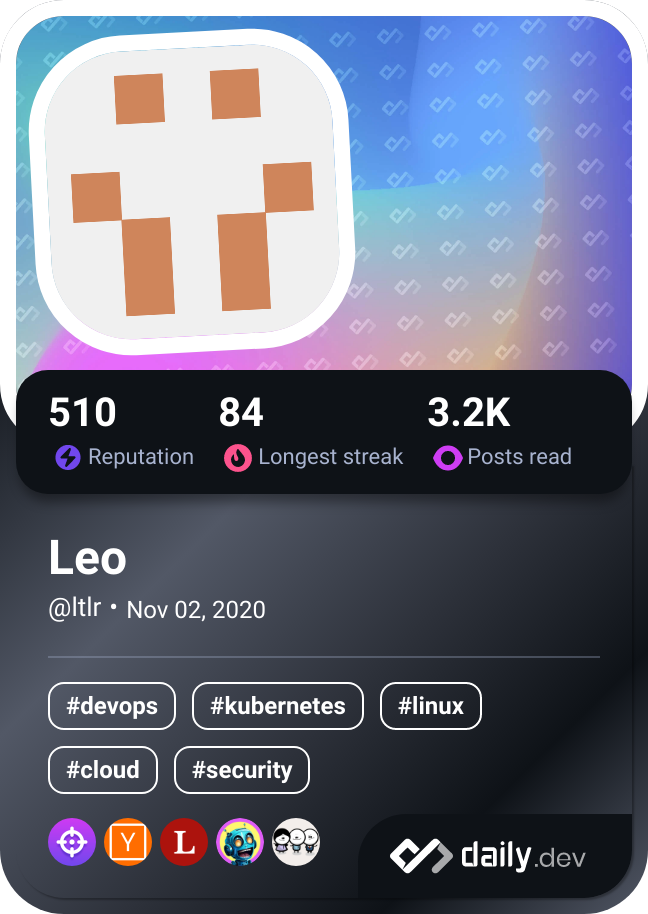 510 84 3.2K
Reputation Longest streak Posts read
Leo
@ltlr • Nov 02, 2020
#devops #kubernetes #linux
#cloud #security
Y L daily.dev